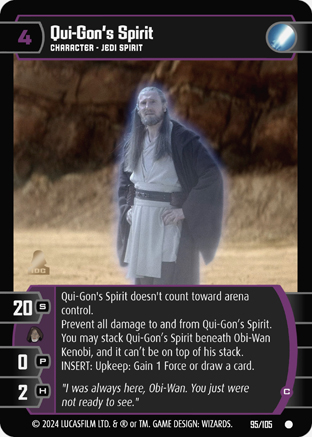 4
Qui-Gon's Spirit
CHARACTER - JEDI SPIRIT
20 S
0 P
2 H
Qui-Gon's Spirit doesn't count toward arena
control.
Prevent all damage to and from Qui-Gon's Spirit.
You may stack Qui-Gon's Spirit beneath Obi-Wan
Kenobi, and it can't be on top of his stack.
INSERT: Upkeep: Gain 1 Force or draw a card.
"I was always here, Obi-Wan. You just were
not ready to see."
C
© 2024 LUCASFILM LTD. & ® or TM. GAME DESIGN: WIZARDS.
95/105